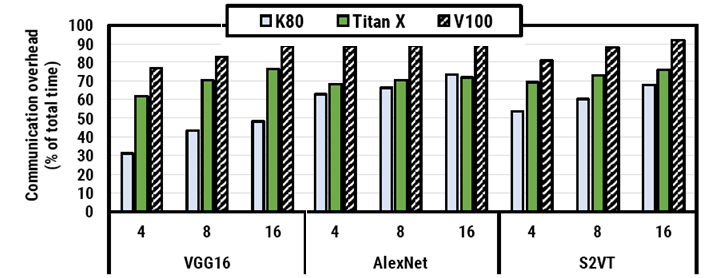 K80 Titan X V100
Communication overhead
(% of total time)
100
90
80
70
60
50
40
30
20
10
0
4 8 16 4 8 16 4 8 16
VGG16 AlexNet S2VT